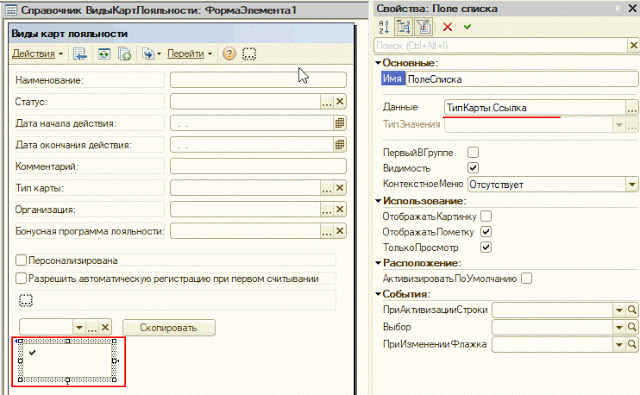 Справочник ВидыКартЛояльности: ФормаЭлемента1
Виды карт лояльности
Действия
Перейти
Наименование:
Статус:
Дата начала действия: . .
Дата окончания действия: . .
Комментарий:
Тип карты:
Организация:
Бонусная программа лояльности:
Персонализирована
Разрешить автоматическую регистрацию при первом считывании
Скопировать
Свойства: Поле списка
Поиск (Ctrl+Alt+I)
Основные:
Имя ПолеСписка
Данные ТипКарты.Ссылка
ТипЗначения
ПервыйВГруппе
Видимость
КонтекстноеМеню Отсутствует
Использование:
ОтображатьКартинку
ОтображатьПометку
ТолькоПросмотр
Расположение:
АктивизироватьПоУмолчанию
События:
ПриАктивизацииСтроки
Выбор
ПриИзмененииФлажка